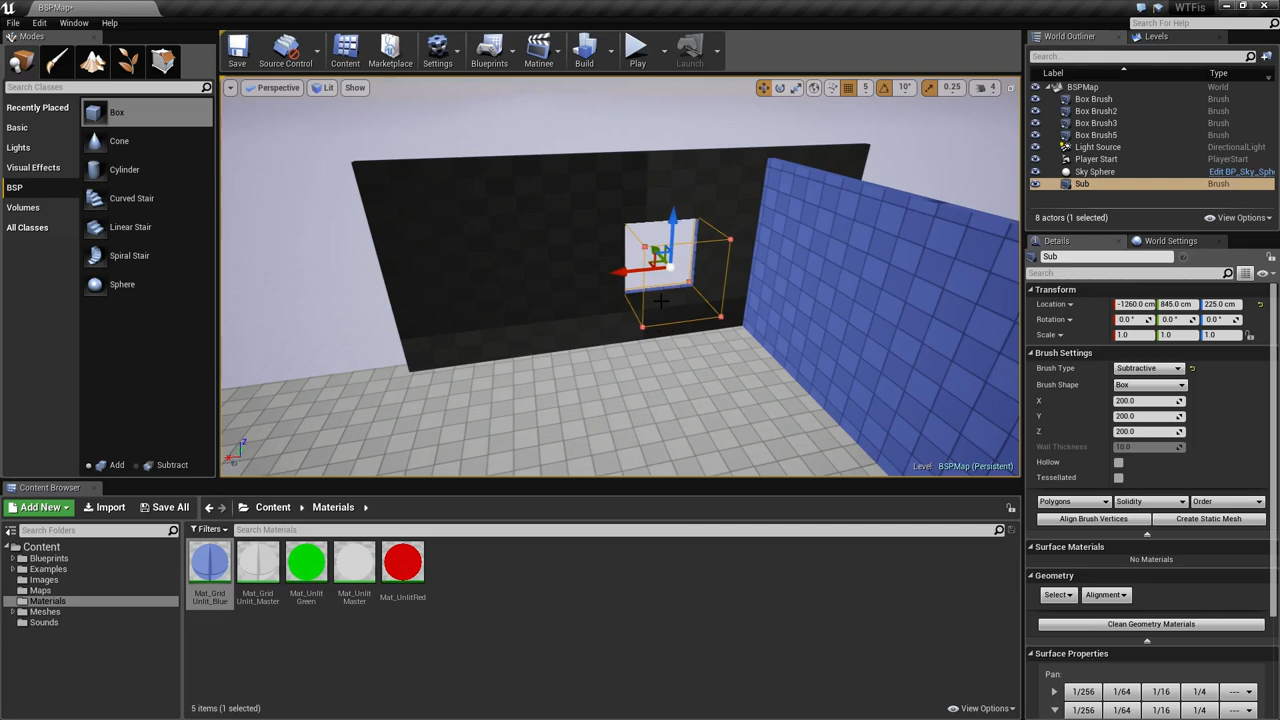 BSPMap*
WTFis
File Edit Window Help
Search For Help
Modes
Search Classes
Recently Placed
Basic
Lights
Visual Effects
BSP
Volumes
All Classes
Box
Cone
Cylinder
Curved Stair
Linear Stair
Spiral Stair
Sphere
Add Subtract
Save Source Control Content Marketplace Settings Blueprints Matinee Build Play Launch
Perspective Lit Show 5 10° 0.25 4
Z
X
Level: BSPMap (Persistent)
World Outliner Levels
Search...
Label Type
BSPMap World
Box Brush Brush
Box Brush2 Brush
Box Brush3 Brush
Box Brush5 Brush
Light Source DirectionalLight
Player Start PlayerStart
Sky Sphere Edit BP_Sky_Sph
Sub Brush
8 actors (1 selected) View Options
Details World Settings
Sub
Search
Transform
Location -1260.0 cm 845.0 cm 225.0 cm
Rotation 0.0 ° 0.0 ° 0.0 °
Scale 1.0 1.0 1.0
Brush Settings
Brush Type Subtractive
Brush Shape Box
X 200.0
Y 200.0
Z 200.0
Wall Thickness 10.0
Hollow
Tessellated
Polygons Solidity Order
Align Brush Vertices Create Static Mesh
Surface Materials
No Materials
Geometry
Select Alignment
Clean Geometry Materials
Surface Properties
Pan:
1/256 1/64 1/16 1/4 ---
1/256 1/64 1/16 1/4 ---
Content Browser
Add New Import Save All Content Materials
Search Folders
Filters Search Materials
Content
Blueprints
Examples
Images
Maps
Materials
Meshes
Sounds
Mat_Grid
Unlit_Blue
Mat_Grid
Unlit_Master
Mat_Unlit
Green
Mat_Unlit
Master
Mat_UnlitRed
5 items (1 selected) View Options